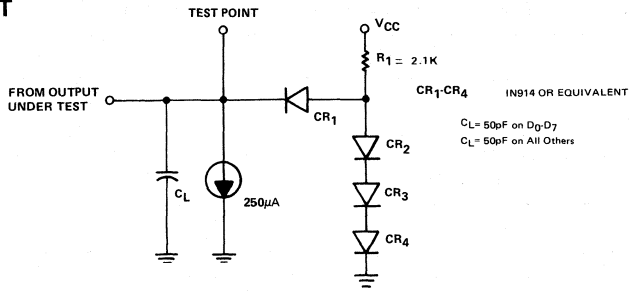 T
TEST POINT
VCC
R1 = 2.1K
FROM OUTPUT
UNDER TEST
CR1
CR1-CR4 IN914 OR EQUIVALENT
CL= 50pF on D0-D7
CL= 50pF on All Others
CR2
CL
250μA
CR3
CR4